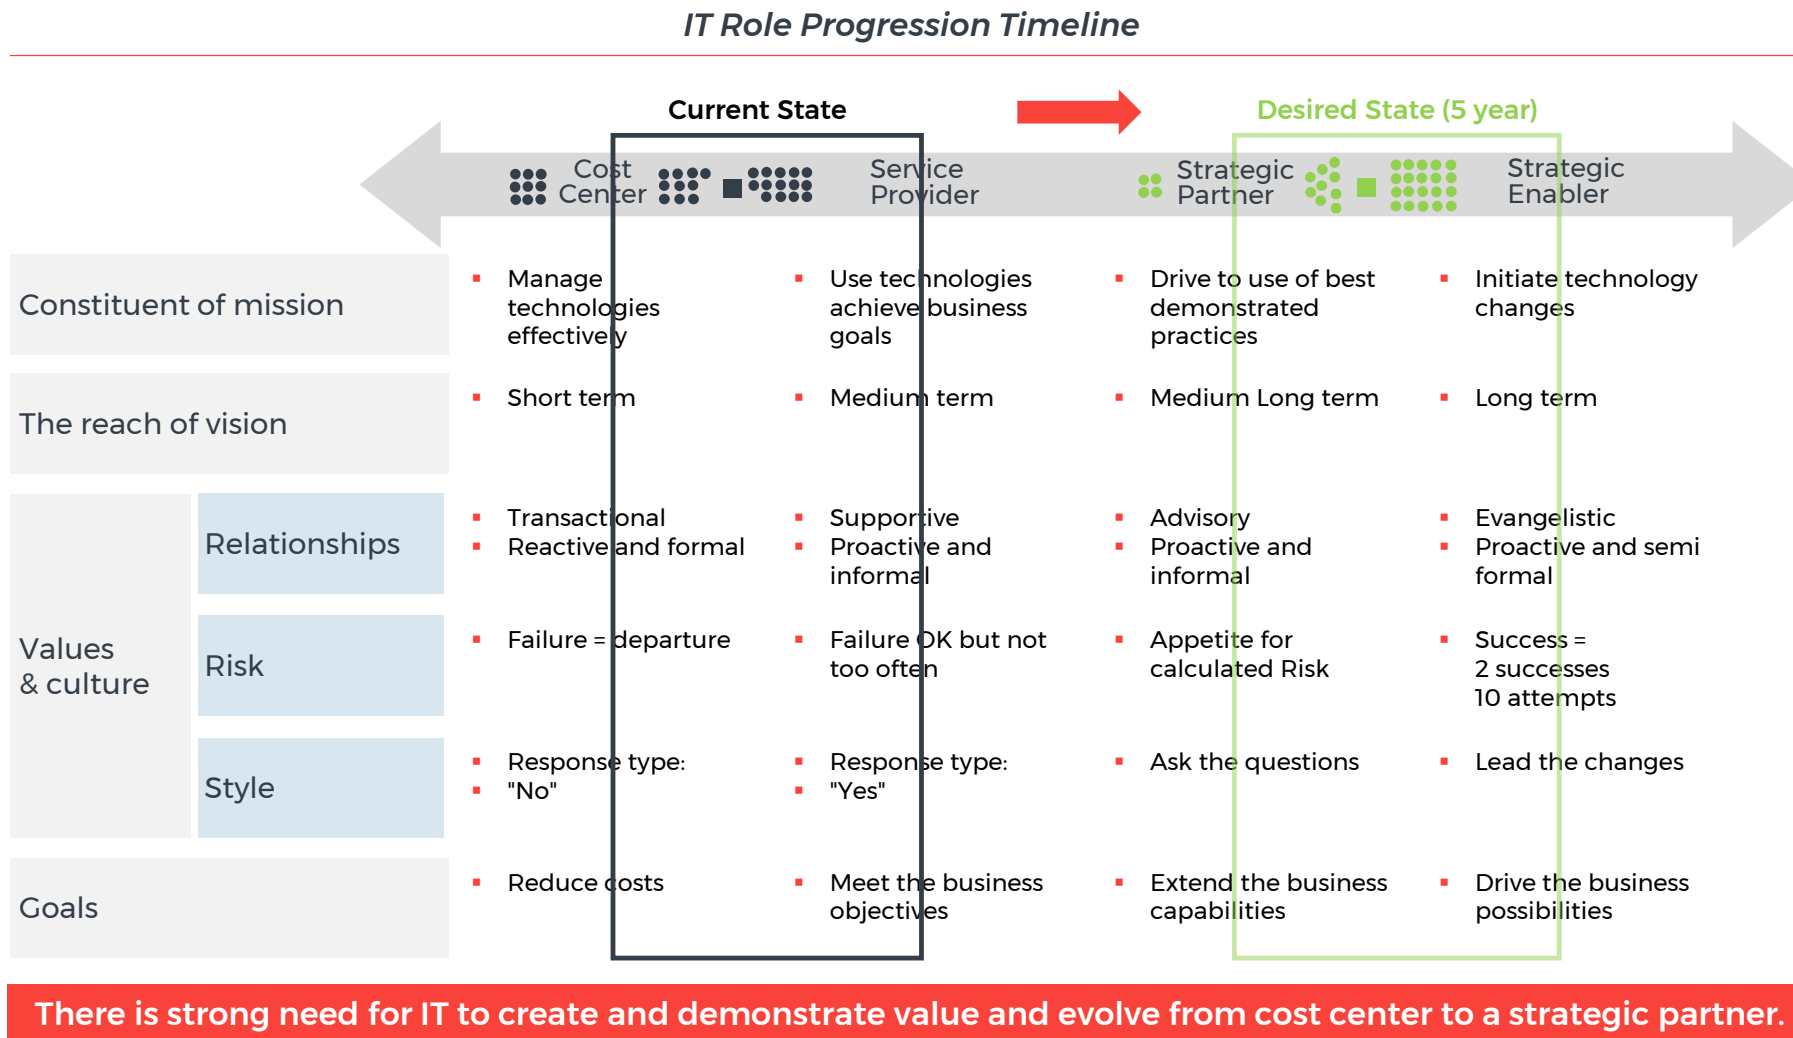 IT Role Progression Timeline
Current State
Desired State (5 year)
Cost
Center
Service
Provider
Strategic
Partner
Strategic
Enabler
Constituent of mission
Manage
technologies
effectively
Use technologies
achieve business
goals
Drive to use of best
demonstrated
practices
Initiate technology
changes
The reach of vision
Short term
Medium term
Medium Long term
Long term
Values
& culture
Relationships
Transactional
Reactive and formal
Supportive
Proactive and
informal
Advisory
Proactive and
informal
Evangelistic
Proactive and semi
formal
Risk
Failure = departure
Failure OK but not
too often
Appetite for
calculated Risk
Success =
2 successes
10 attempts
Style
Response type:
"No"
Response type:
"Yes"
Ask the questions
Lead the changes
Goals
Reduce costs
Meet the business
objectives
Extend the business
capabilities
Drive the business
possibilities
There is strong need for IT to create and demonstrate value and evolve from cost center to a strategic partner.